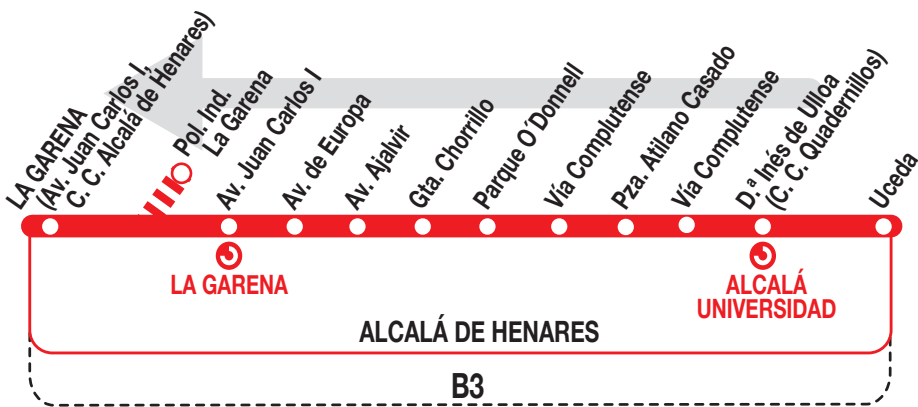 LA GARENA
(Av. Juan Carlos I,
C. C. Alcalá de Henares)
Pol. Ind.
La Garena
Av. Juan Carlos I
Av. de Europa
Av. Ajalvir
Gta. Chorrillo
Parque O´Donnell
Vía Complutense
Pza. Atilano Casado
Vía Complutense
D.ª Inés de Ulloa
(C. C. Quadernillos)
Uceda
LA GARENA
ALCALÁ
UNIVERSIDAD
ALCALÁ DE HENARES
B3